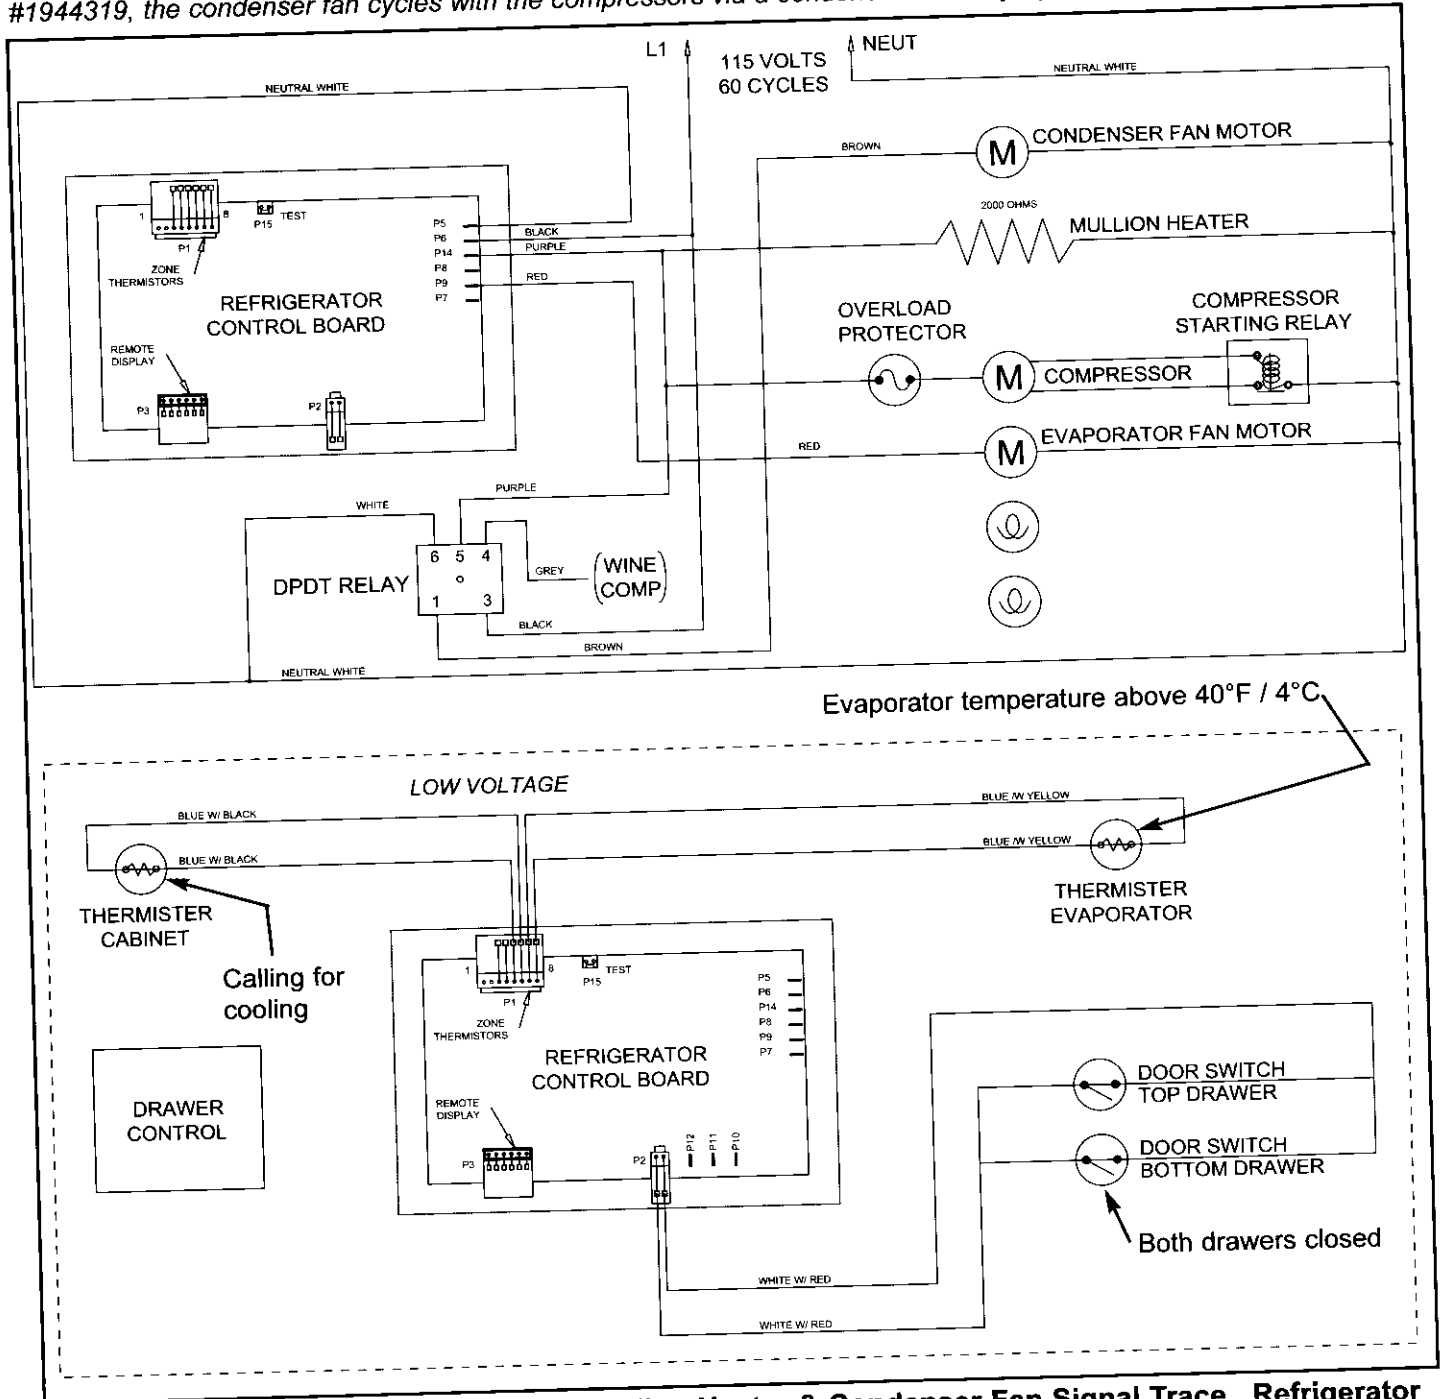 #1944319, the condenser fan cycles with the compressors via a
L1
115 VOLTS
60 CYCLES
NEUT
NEUTRAL WHITE
NEUTRAL WHITE
BROWN
CONDENSER FAN MOTOR
M
2000 OHMS
MULLION HEATER
1
8
P15
TEST
P1
ZONE
THERMISTORS
P5
P6
P14
P8
P9
P7
BLACK
PURPLE
RED
REFRIGERATOR
CONTROL BOARD
REMOTE
DISPLAY
P3
P2
OVERLOAD
PROTECTOR
COMPRESSOR
STARTING RELAY
M
COMPRESSOR
RED
M
EVAPORATOR FAN MOTOR
WHITE
PURPLE
6 5 4
1 3
DPDT RELAY
GREY
(WINE
COMP)
BLACK
BROWN
NEUTRAL WHITE
Evaporator temperature above 40°F / 4°C
LOW VOLTAGE
BLUE W/ BLACK
BLUE W/ BLACK
BLUE /W YELLOW
BLUE /W YELLOW
THERMISTER
CABINET
THERMISTER
EVAPORATOR
Calling for
cooling
1
8
P15
TEST
P1
ZONE
THERMISTORS
P5
P6
P14
P8
P9
P7
REFRIGERATOR
CONTROL BOARD
REMOTE
DISPLAY
P3
P2
P12
P11
P10
DRAWER
CONTROL
DOOR SWITCH
TOP DRAWER
DOOR SWITCH
BOTTOM DRAWER
Both drawers closed
WHITE W/ RED
WHITE W/ RED
& Condenser Fan Signal Trace
Refrigerator